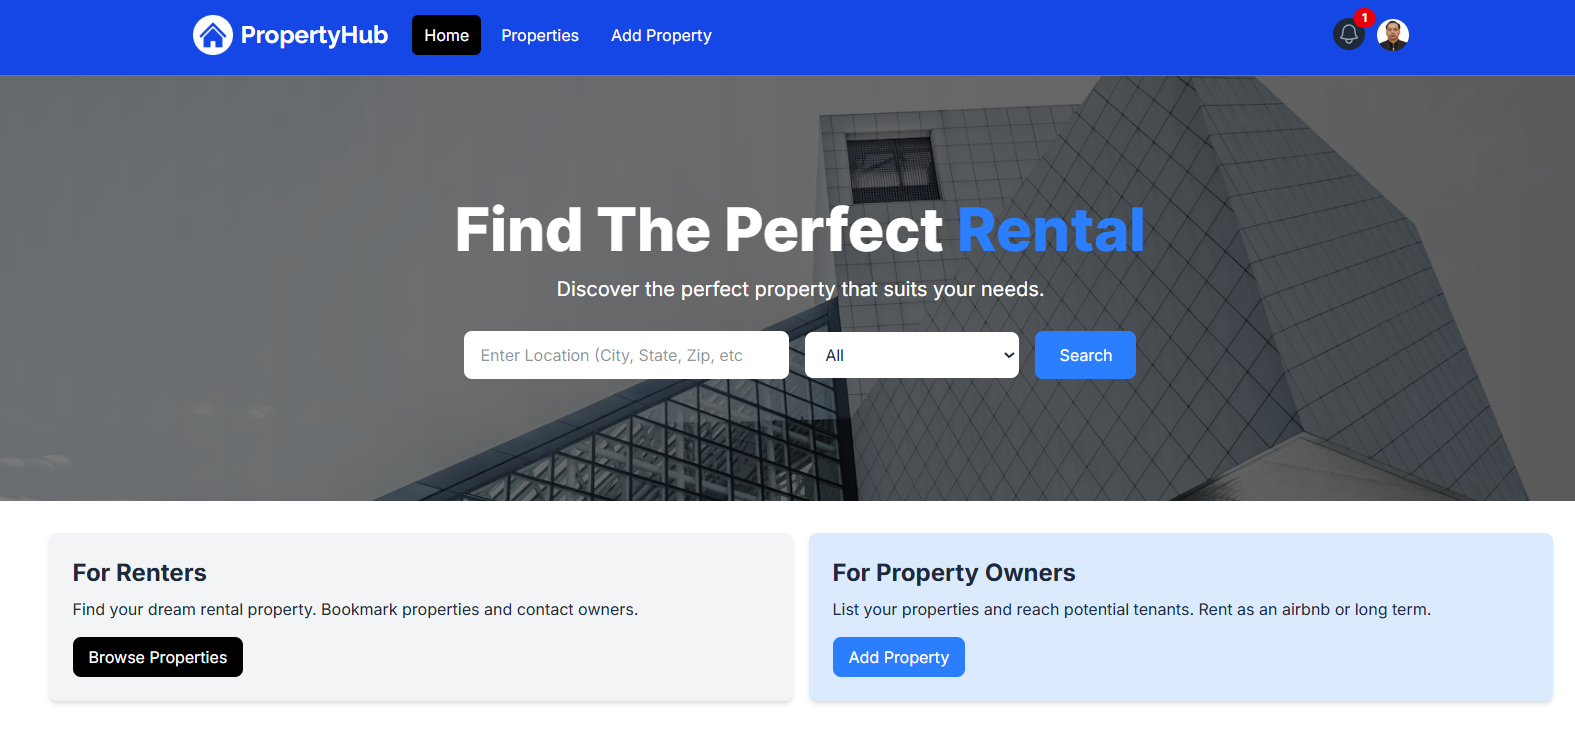 PropertyHub
Home
Properties
Add Property
1
Find The Perfect Rental
Discover the perfect property that suits your needs.
Enter Location (City, State, Zip, etc
All
Search
For Renters
Find your dream rental property. Bookmark properties and contact owners.
Browse Properties
For Property Owners
List your properties and reach potential tenants. Rent as an airbnb or long term.
Add Property